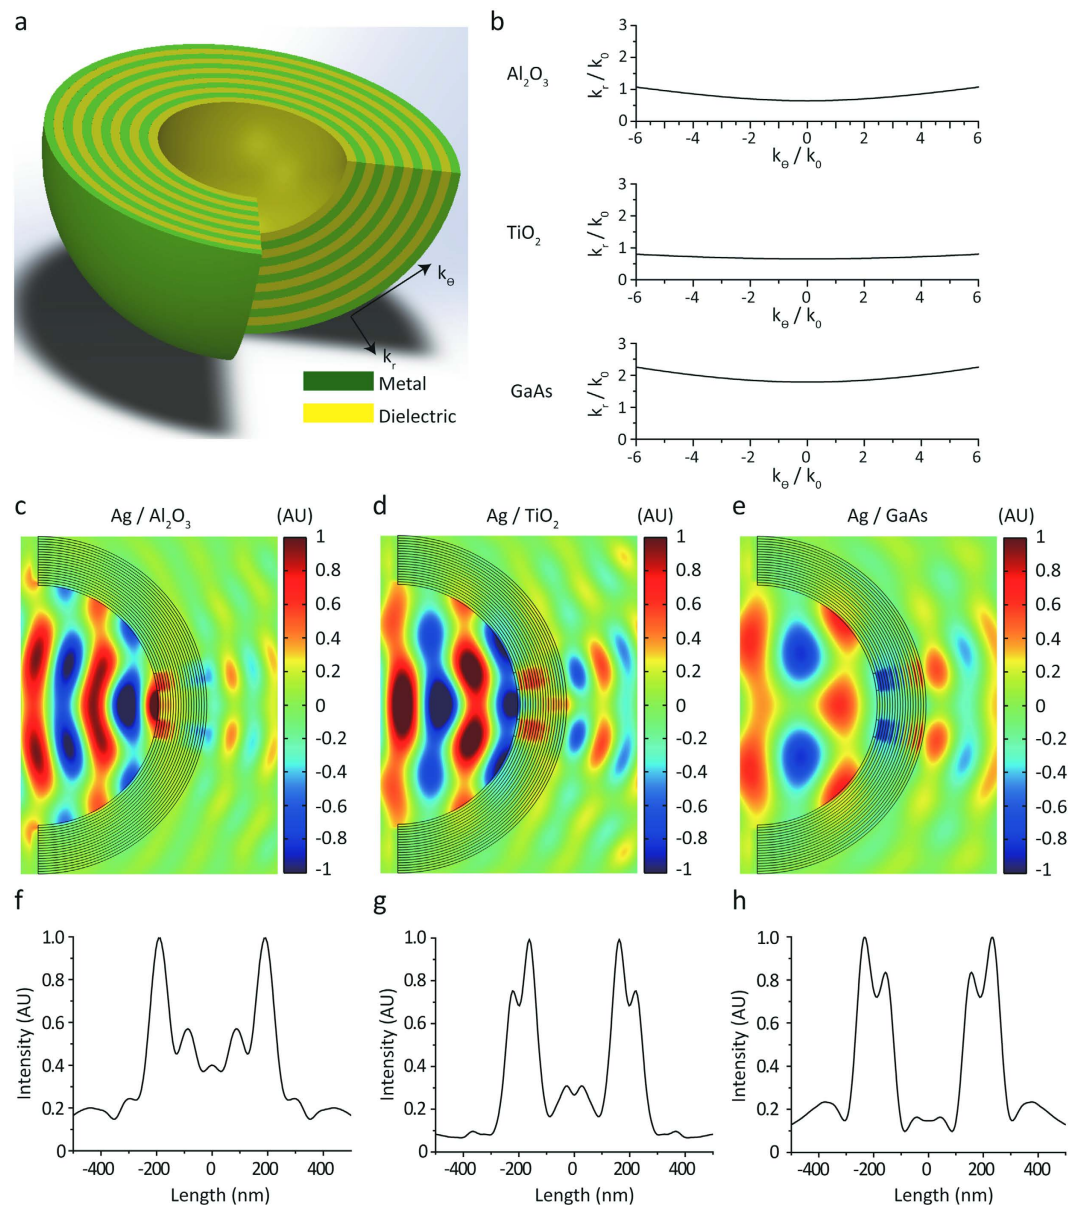 a
Metal
Dielectric
kθ
kr
b
Al2O3
kr / k0
3
2
1
0
-6 -4 -2 0 2 4 6
kθ / k0
TiO2
kr / k0
3
2
1
0
-6 -4 -2 0 2 4 6
kθ / k0
GaAs
kr / k0
3
2
1
0
-6 -4 -2 0 2 4 6
kθ / k0
c
Ag / Al2O3
(AU)
1
0.8
0.6
0.4
0.2
0
-0.2
-0.4
-0.6
-0.8
-1
d
Ag / TiO2
(AU)
1
0.8
0.6
0.4
0.2
0
-0.2
-0.4
-0.6
-0.8
-1
e
Ag / GaAs
(AU)
1
0.8
0.6
0.4
0.2
0
-0.2
-0.4
-0.6
-0.8
-1
f
Intensity (AU)
1.0
0.8
0.6
0.4
0.2
0
-400 -200 0 200 400
Length (nm)
g
Intensity (AU)
1.0
0.8
0.6
0.4
0.2
0
-400 -200 0 200 400
Length (nm)
h
Intensity (AU)
1.0
0.8
0.6
0.4
0.2
0
-400 -200 0 200 400
Length (nm)